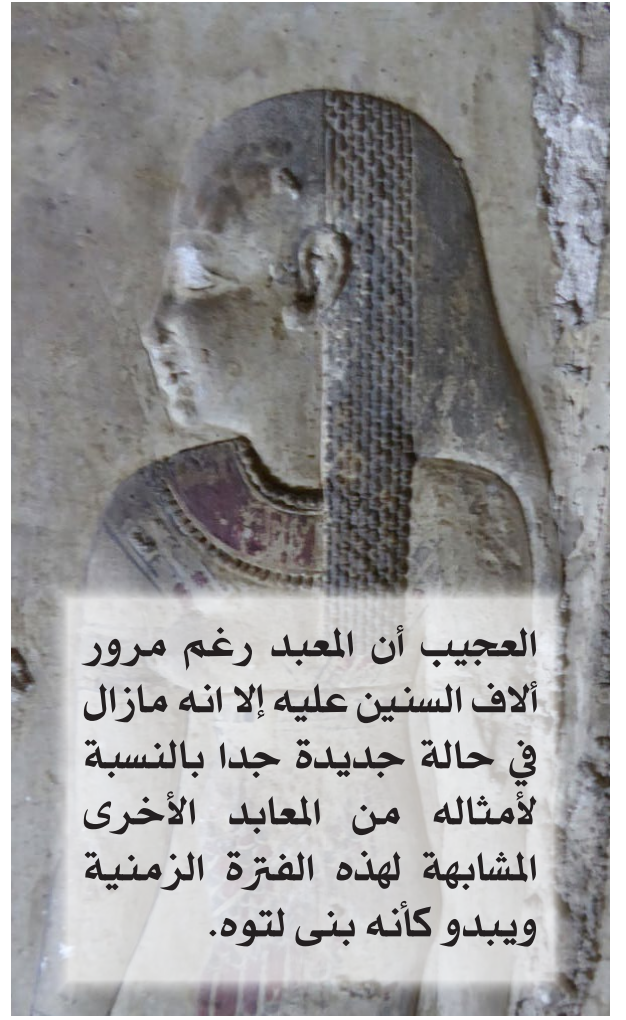 العجيب أن المعبد رغم مرور
ألاف السنين عليه إلا انه مازال
في حالة جديدة جدا بالنسبة
لأمثاله من المعابد الأخرى
المشابهة لهذه الفترة الزمنية
ويبدو كأنه بنى لتوه.